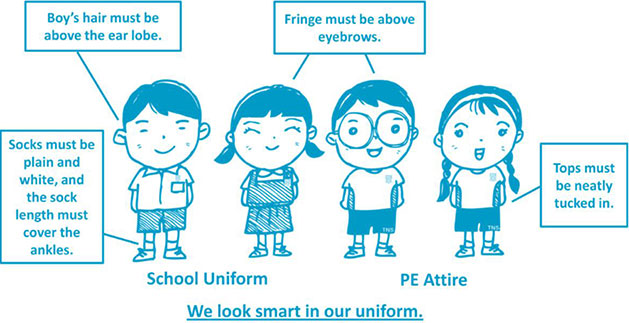 Boy's hair must be
above the ear lobe.
Fringe must be above
eyebrows.
Socks must be
plain and
white, and
the sock
length must
cover the
ankles.
Tops must
be neatly
tucked in.
TNS
TNS
School Uniform
PE Attire
We look smart in our uniform.